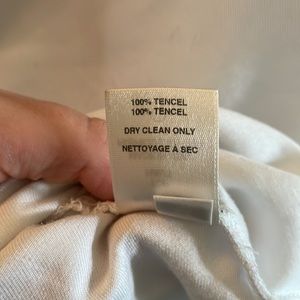 100% TENCEL
100% TENCEL
DRY CLEAN ONLY
NETTOYAGE A SEC